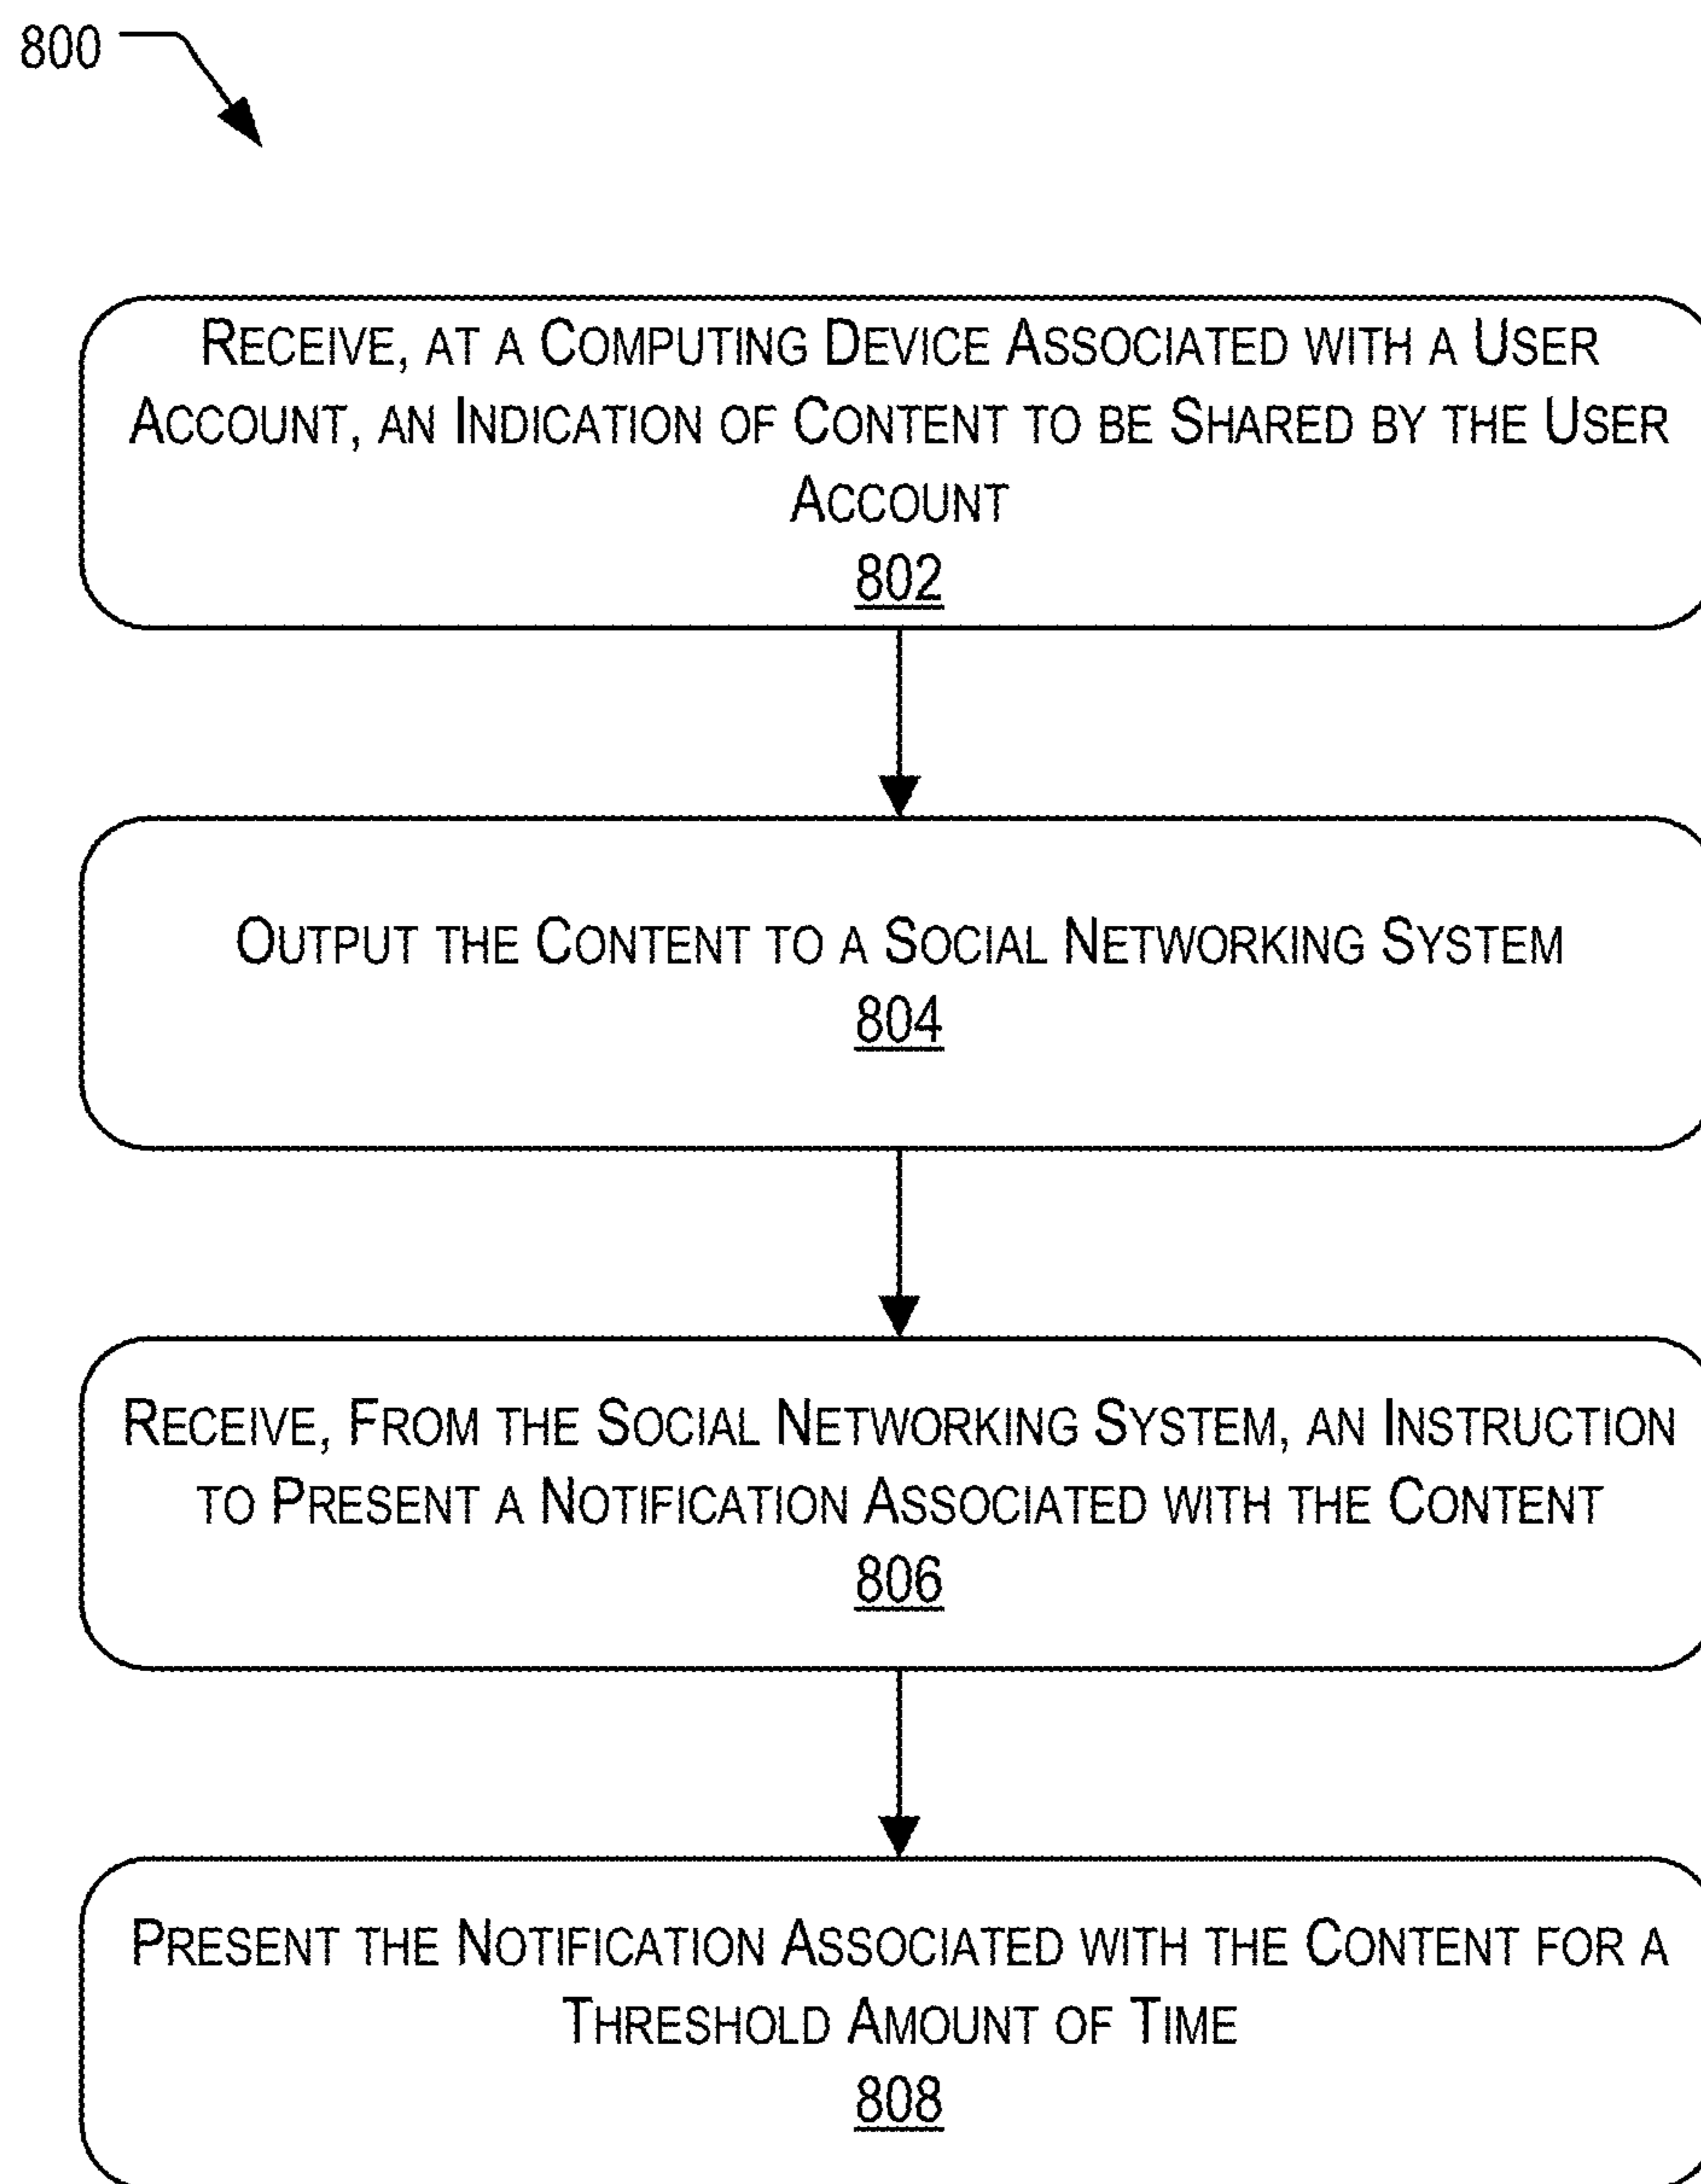 800
RECEIVE, AT A COMPUTING DEVICE ASSOCIATED WITH A USER
ACCOUNT, AN INDICATION OF CONTENT TO BE SHARED BY THE USER
ACCOUNT
802
OUTPUT THE CONTENT TO A SOCIAL NETWORKING SYSTEM
804
RECEIVE, FROM THE SOCIAL NETWORKING SYSTEM, AN INSTRUCTION
TO PRESENT A NOTIFICATION ASSOCIATED WITH THE CONTENT
806
PRESENT THE NOTIFICATION ASSOCIATED WITH THE CONTENT FOR A
THRESHOLD AMOUNT OF TIME
808